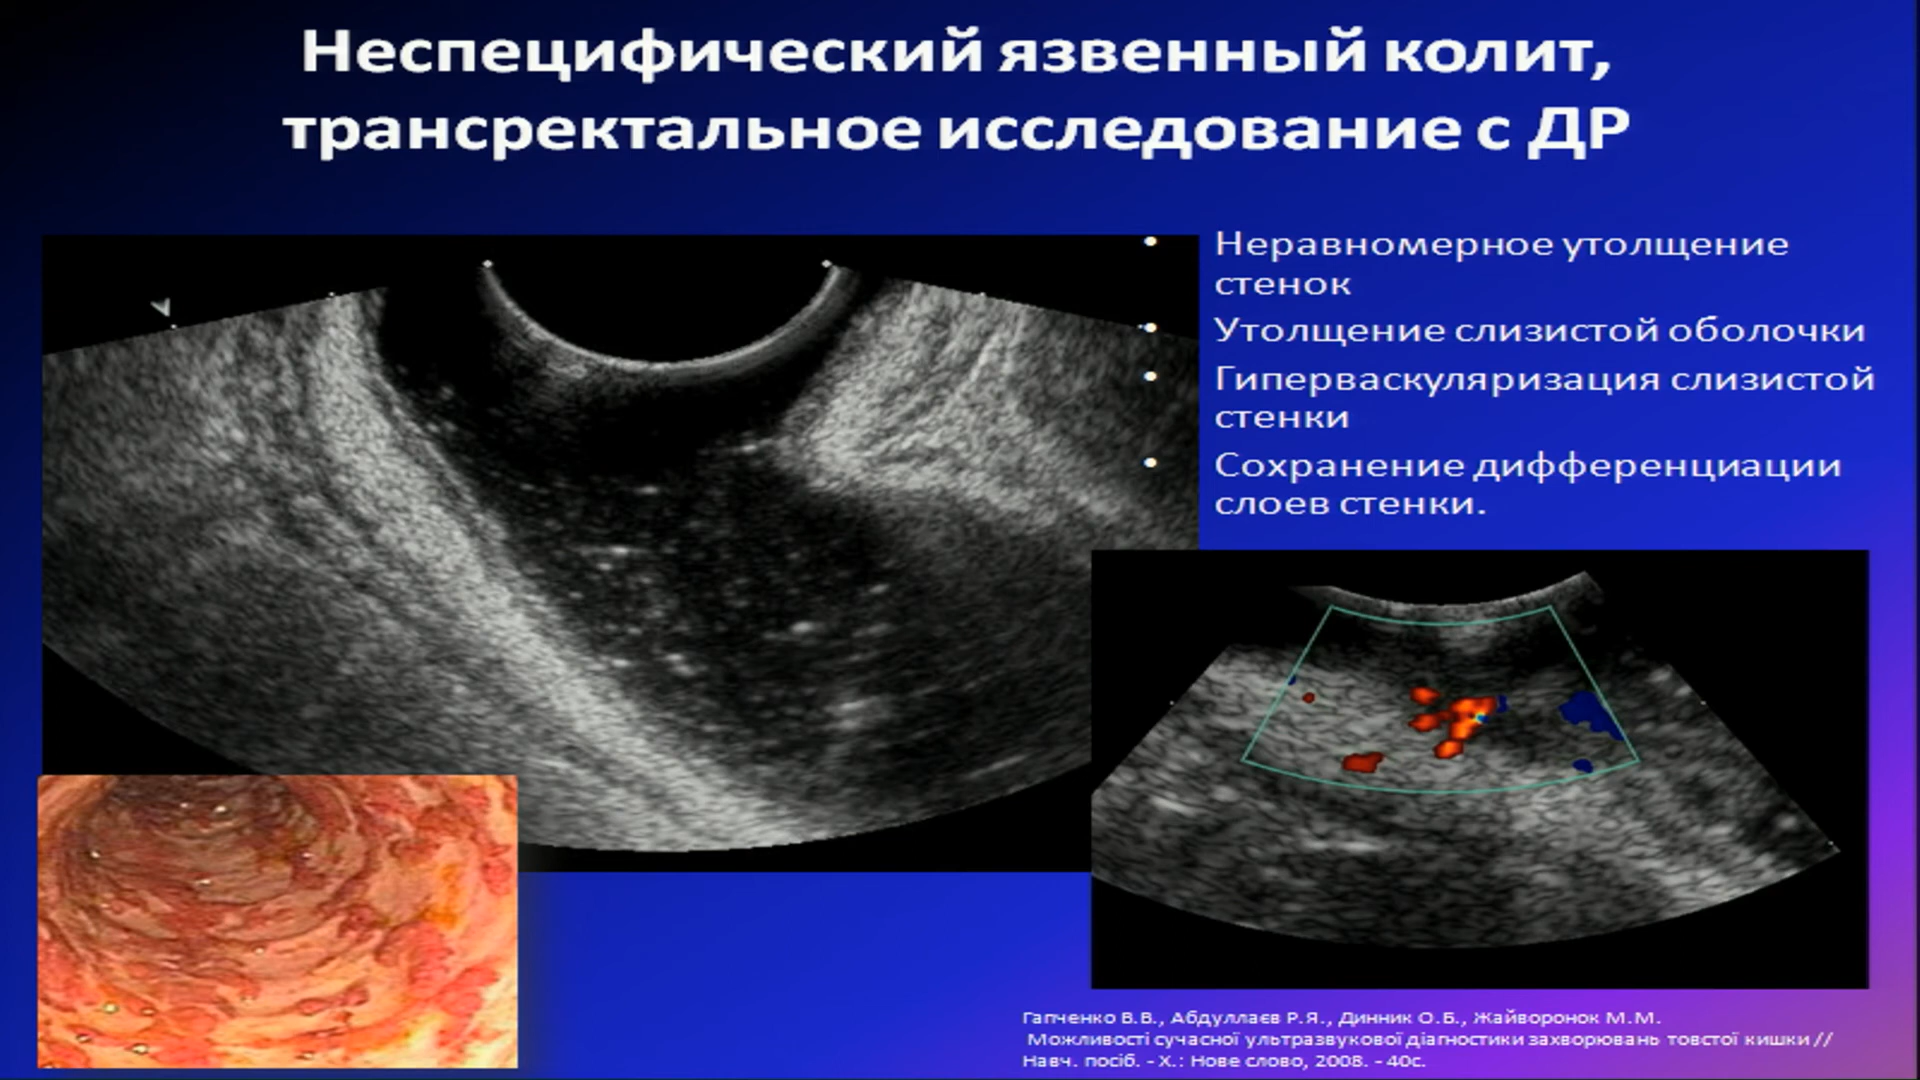 Неспецифический язвенный колит,
трансректальное исследование с ДР
• Неравномерное утолщение
стенок
• Утолщение слизистой оболочки
• Гиперваскуляризация слизистой
стенки
• Сохранение дифференциации
слоев стенки.
Гапченко В.В., Абдуллаєв Р.Я., Динник О.Б., Жайворонок М.М.
Можливості сучасної ультразвукової діагностики захворювань товстої кишки //
Навч. посіб. - Х.: Нове слово, 2008. - 40с.